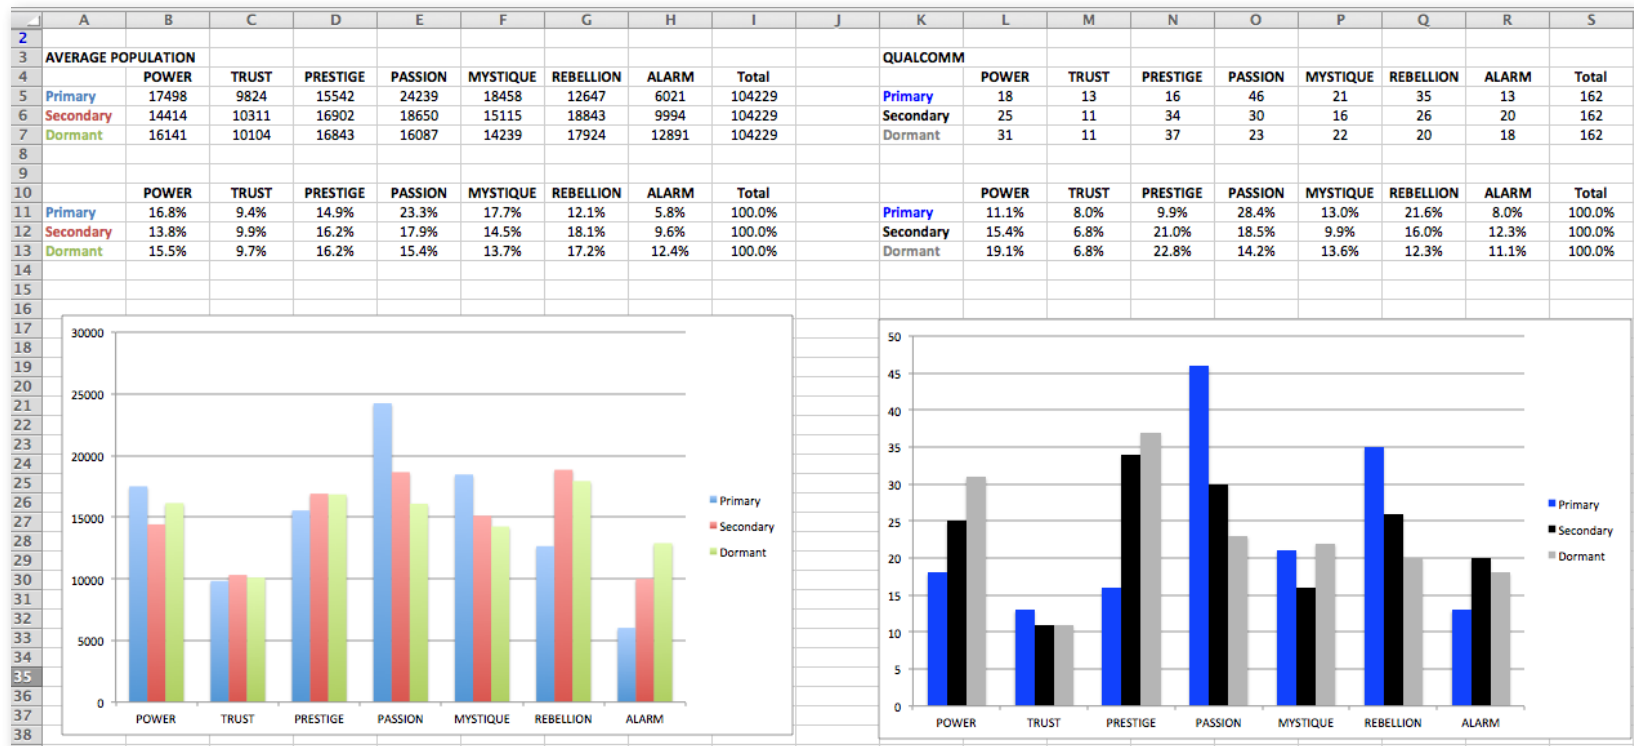 A B C D E F G H I J K L M N O P Q R S
2
3 AVERAGE POPULATION QUALCOMM
4 POWER TRUST PRESTIGE PASSION MYSTIQUE REBELLION ALARM Total POWER TRUST PRESTIGE PASSION MYSTIQUE REBELLION ALARM Total
5 Primary 17498 9824 15542 24239 18458 12647 6021 104229 Primary 18 13 16 46 21 35 13 162
6 Secondary 14414 10311 16902 18650 15115 18843 9994 104229 Secondary 25 11 34 30 16 26 20 162
7 Dormant 16141 10104 16843 16087 14239 17924 12891 104229 Dormant 31 11 37 23 22 20 18 162
8
9
10 POWER TRUST PRESTIGE PASSION MYSTIQUE REBELLION ALARM Total POWER TRUST PRESTIGE PASSION MYSTIQUE REBELLION ALARM Total
11 Primary 16.8% 9.4% 14.9% 23.3% 17.7% 12.1% 5.8% 100.0% Primary 11.1% 8.0% 9.9% 28.4% 13.0% 21.6% 8.0% 100.0%
12 Secondary 13.8% 9.9% 16.2% 17.9% 14.5% 18.1% 9.6% 100.0% Secondary 15.4% 6.8% 21.0% 18.5% 9.9% 16.0% 12.3% 100.0%
13 Dormant 15.5% 9.7% 16.2% 15.4% 13.7% 17.2% 12.4% 100.0% Dormant 19.1% 6.8% 22.8% 14.2% 13.6% 12.3% 11.1% 100.0%
14
15
16
17
18
19
20
21
22
23
24
25
26
27
28
29
30
31
32
33
34
35
36
37
38
30000
25000
20000
15000
10000
5000
0
POWER TRUST PRESTIGE PASSION MYSTIQUE REBELLION ALARM
Primary
Secondary
Dormant
50
45
40
35
30
25
20
15
10
5
0
POWER TRUST PRESTIGE PASSION MYSTIQUE REBELLION ALARM
Primary
Secondary
Dormant